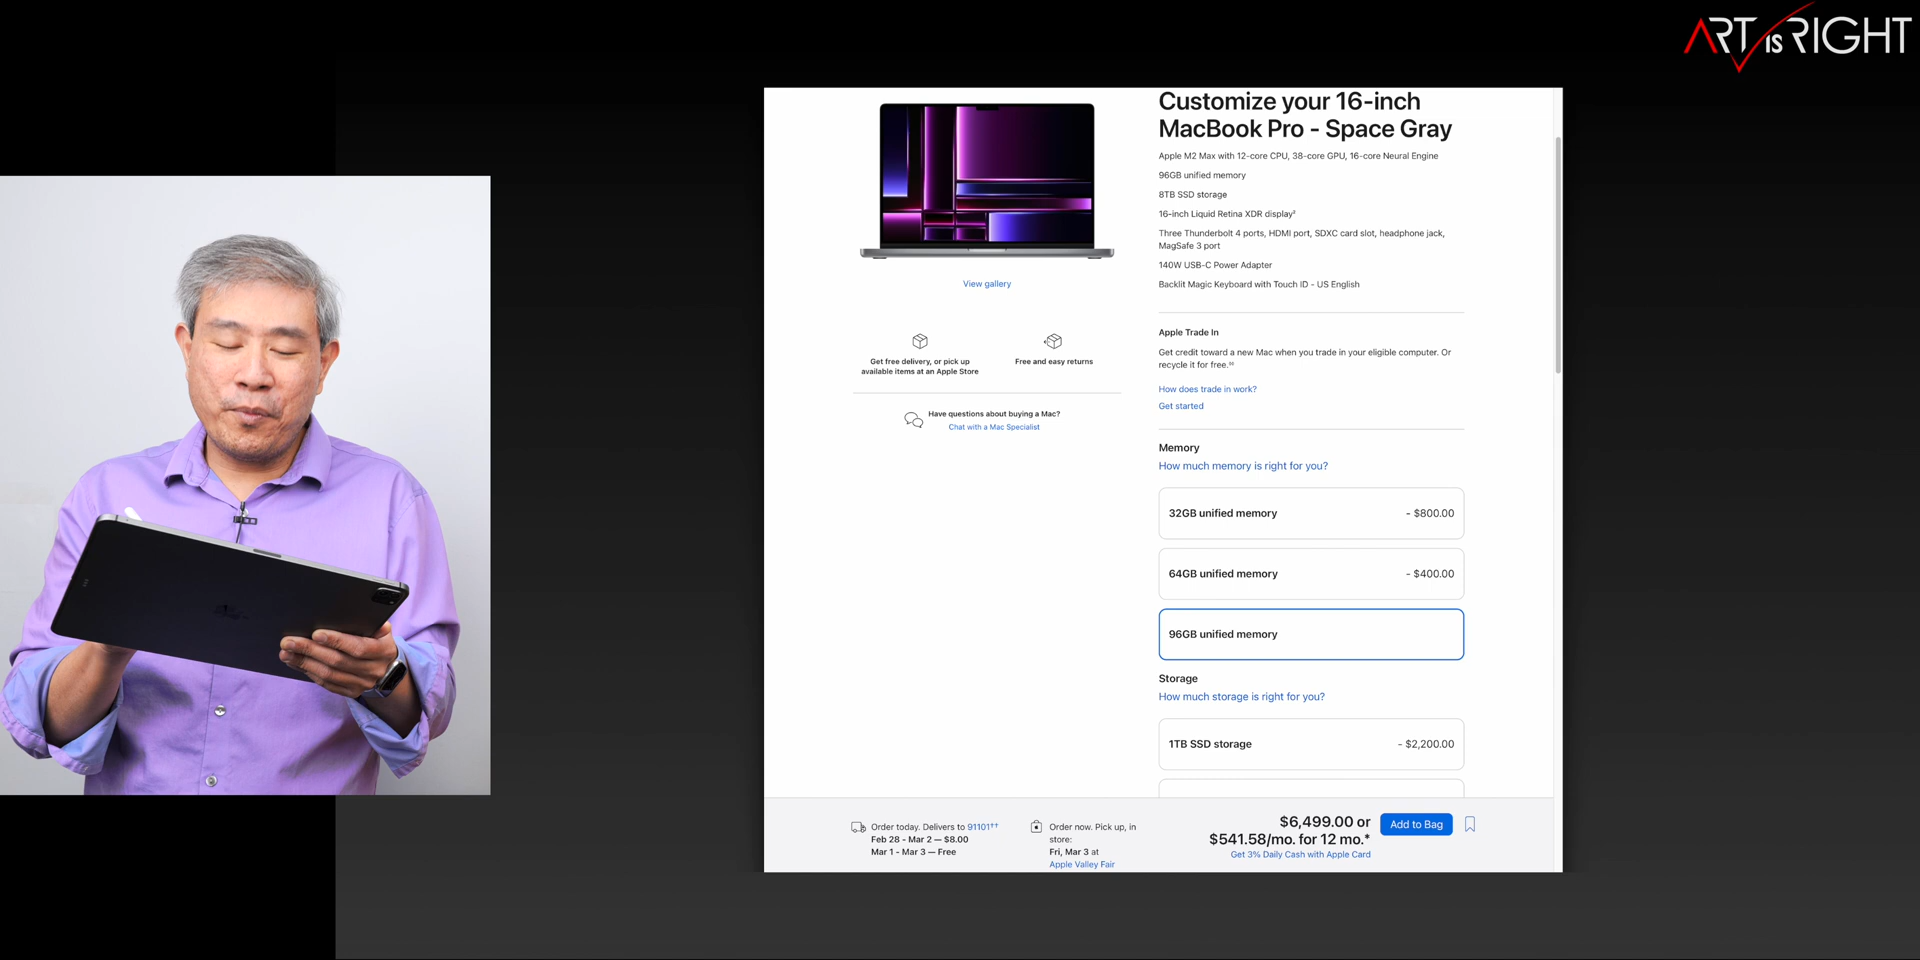 ART IS RIGHT
Customize your 16-inch
MacBook Pro - Space Gray
Apple M2 Max with 12-core CPU, 38-core GPU, 16-core Neural Engine
96GB unified memory
8TB SSD storage
16-inch Liquid Retina XDR display²
Three Thunderbolt 4 ports, HDMI port, SDXC card slot, headphone jack,
MagSafe 3 port
140W USB-C Power Adapter
Backlit Magic Keyboard with Touch ID - US English
View gallery
Get free delivery, or pick up
available items at an Apple Store
Free and easy returns
Have questions about buying a Mac?
Chat with a Mac Specialist
Apple Trade In
Get credit toward a new Mac when you trade in your eligible computer. Or
recycle it for free.
How does trade in work?
Get started
Memory
How much memory is right for you?
32GB unified memory - $800.00
64GB unified memory - $400.00
96GB unified memory
Storage
How much storage is right for you?
1TB SSD storage - $2,200.00
Order today. Delivers to 91101††
Feb 28 - Mar 2 — $8.00
Mar 1 - Mar 3 — Free
Order now. Pick up, in
store:
Fri, Mar 3 at
Apple Valley Fair
$6,499.00 or
$541.58/mo. for 12 mo.*
Get 3% Daily Cash with Apple Card
Add to Bag